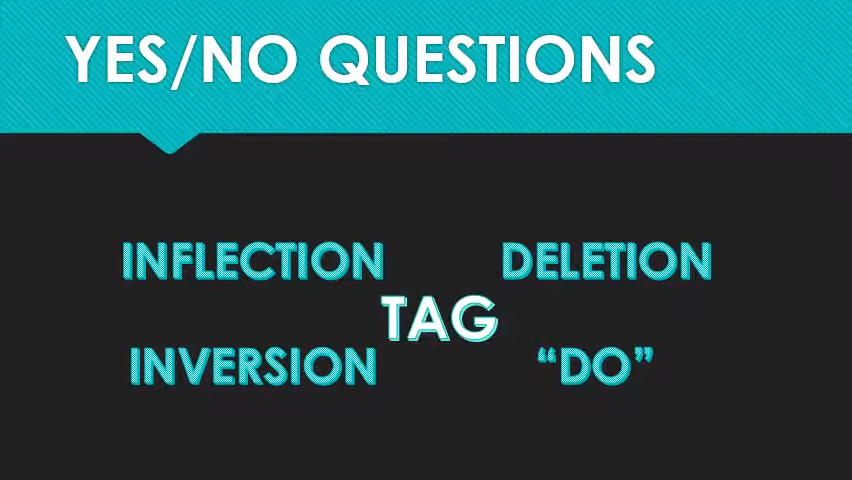 YES/NO QUESTIONS
INFLECTION DELETION
TAG
INVERSION “DO”